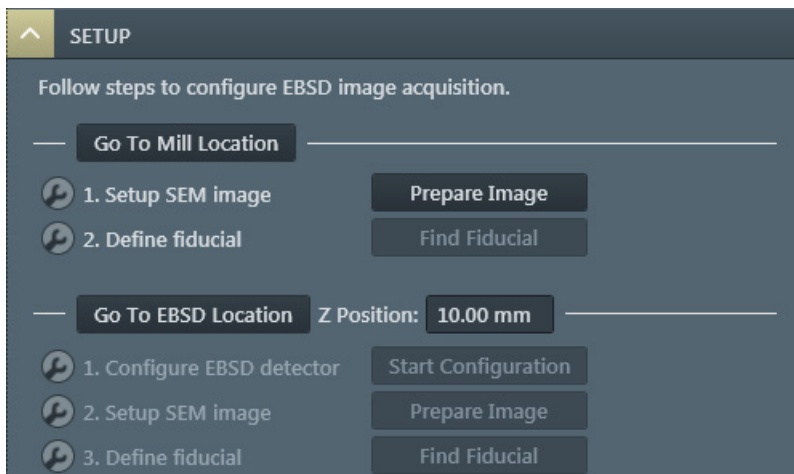 SETUP
Follow steps to configure EBSD image acquisition.
Go To Mill Location
1. Setup SEM image Prepare Image
2. Define fiducial Find Fiducial
Go To EBSD Location Z Position: 10.00 mm
1. Configure EBSD detector Start Configuration
2. Setup SEM image Prepare Image
3. Define fiducial Find Fiducial